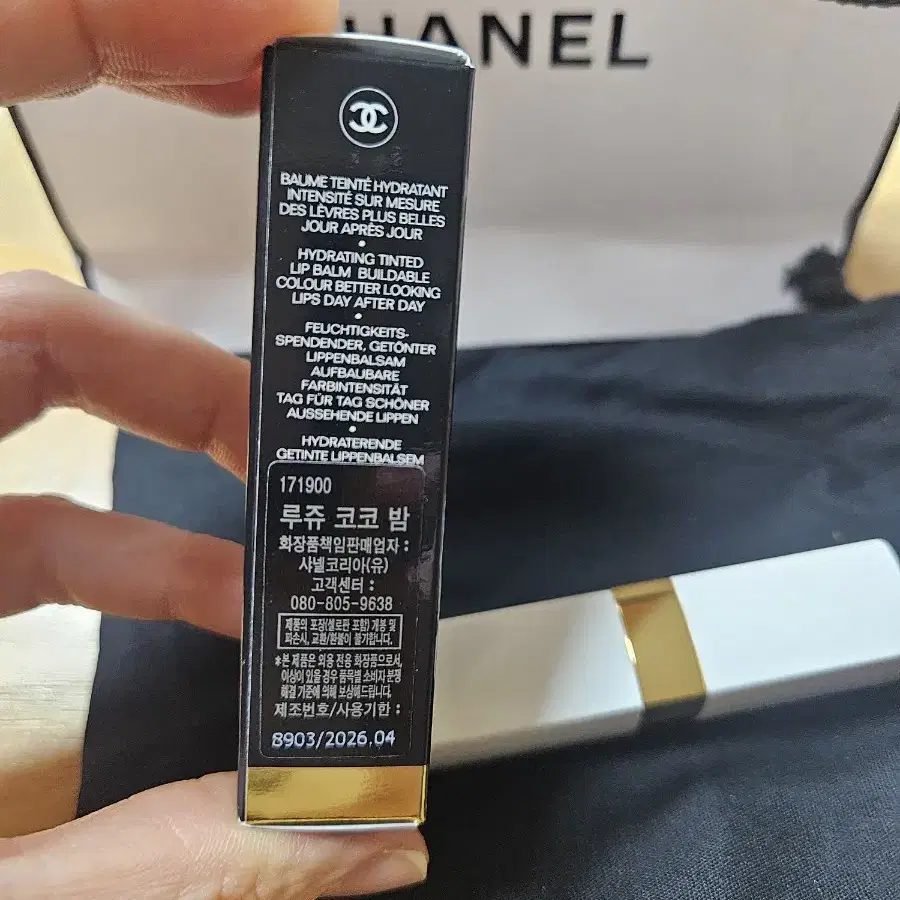 HANEL
BAUME TEINTÉ HYDRATANT
INTENSITÉ SUR MESURE
DES LÈVRES PLUS BELLES
JOUR APRÈS JOUR
•
HYDRATING TINTED
LIP BALM BUILDABLE
COLOUR BETTER LOOKING
LIPS DAY AFTER DAY
•
FEUCHTIGKEITS-
SPENDENDER, GETÖNTER
LIPPENBALSAM
AUFBAUBARE
FARBINTENSITÄT
TAG FÜR TAG SCHÖNER
AUSSEHENDE LIPPEN
•
HYDRATERENDE
GETINTE LIPPENBALSEM
171900
루쥬 코코 밤
화장품책임판매업자 :
샤넬코리아(유)
고객센터 :
080-805-9638
제품의 포장(셀로판 포함) 개봉 및
파손시, 교환/환불이 불가합니다.
*본 제품은 외용 전용 화장품으로서,
이상이 있을 경우 품목별 소비자 분쟁
해결 기준에 의해 보상해드립니다.
제조번호/사용기한 :
8903/2026.04